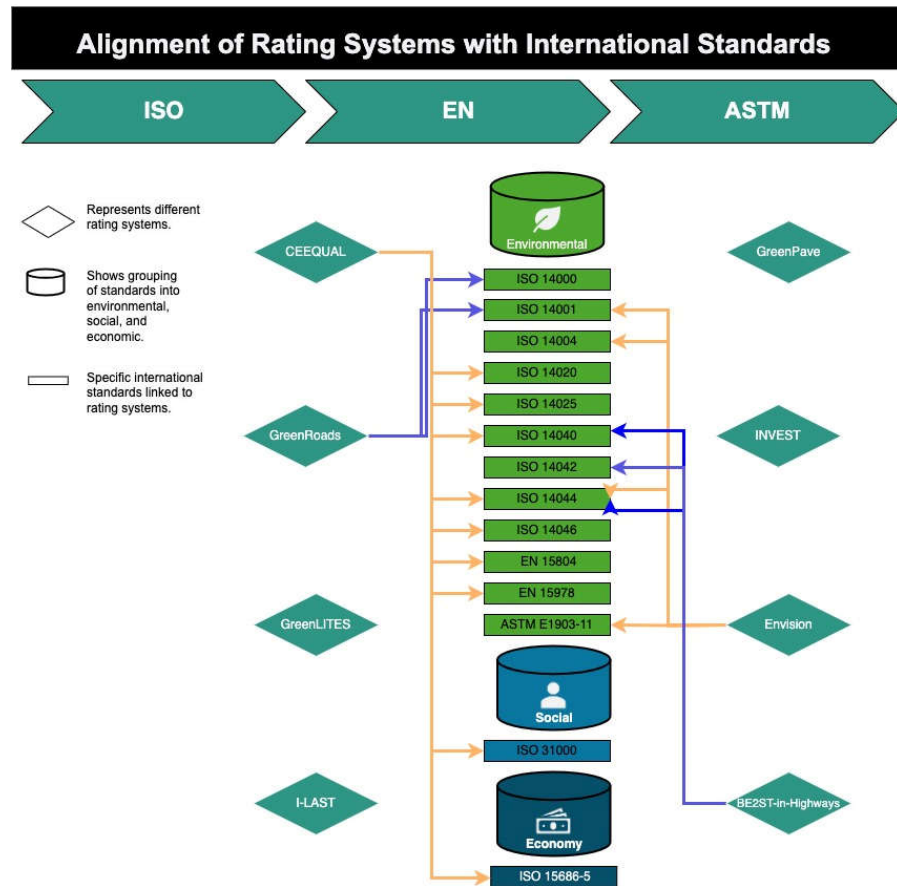 Alignment of Rating Systems with International Standards
ISO
EN
ASTM
Represents different
rating systems.
Shows grouping
of standards into
environmental,
social, and
economic.
Specific international
standards linked to
rating systems.
CEEQUAL
GreenRoads
GreenLITES
I-LAST
Environmental
ISO 14000
ISO 14001
ISO 14004
ISO 14020
ISO 14025
ISO 14040
ISO 14042
ISO 14044
ISO 14046
EN 15804
EN 15978
ASTM E1903-11
Social
ISO 31000
Economy
ISO 15686-5
GreenPave
INVEST
Envision
BE2ST-in-Highways